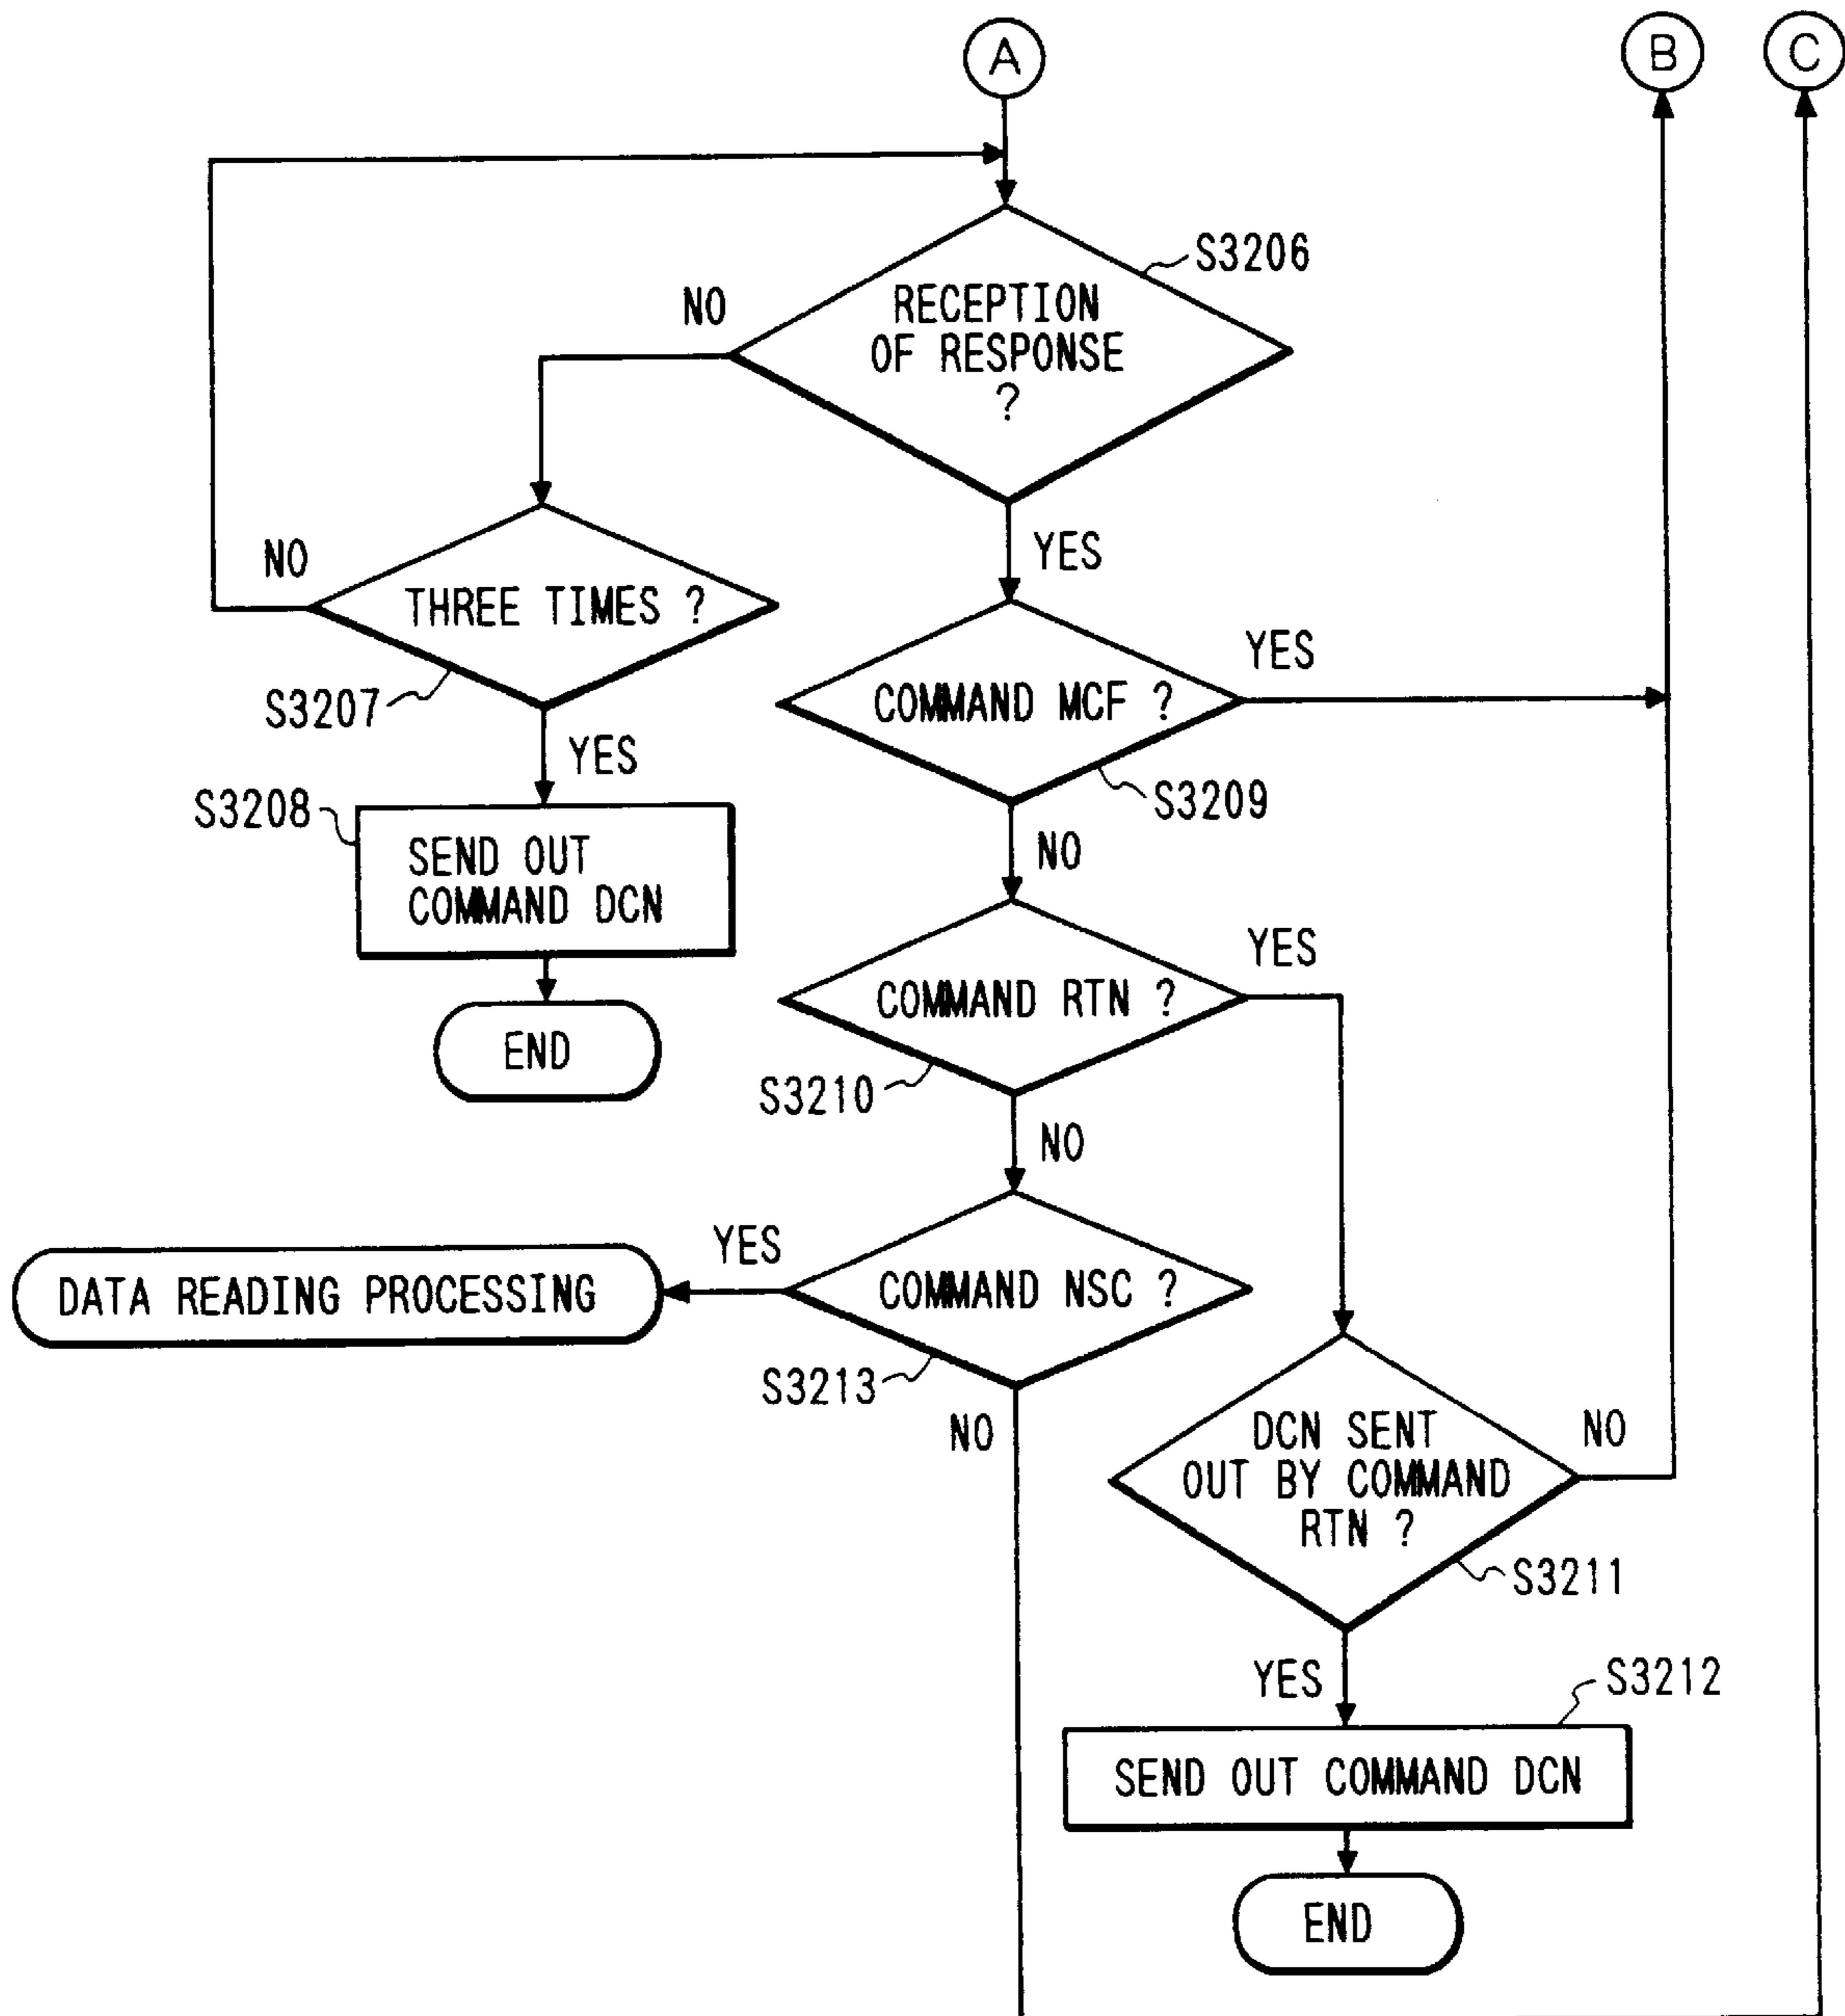 A
B
C
S3206
NO
RECEPTION
OF RESPONSE
?
YES
NO
THREE TIMES ?
S3207
YES
S3208
SEND OUT
COMMAND DCN
END
COMMAND MCF ?
YES
S3209
NO
COMMAND RTN ?
YES
S3210
NO
COMMAND NSC ?
YES
DATA READING PROCESSING
S3213
NO
DCN SENT
OUT BY COMMAND
RTN ?
NO
S3211
YES
S3212
SEND OUT COMMAND DCN
END